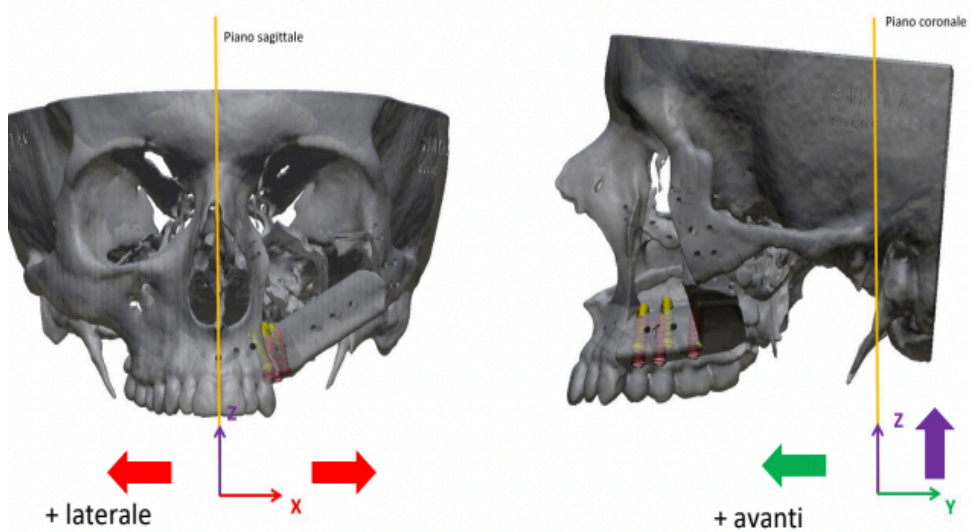 Piano sagittale
Piano coronale
Z
X
+ laterale
Z
Y
+ avanti